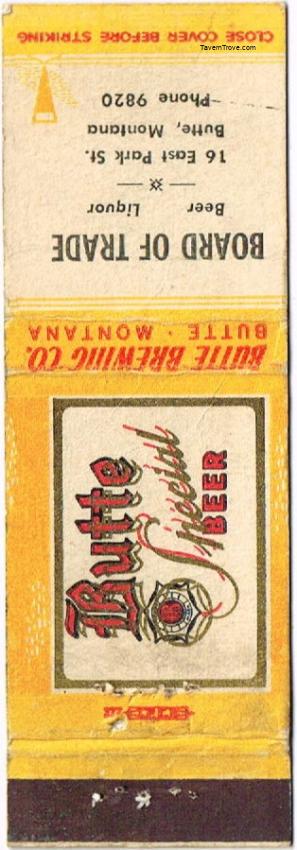 CLOSE COVER BEFORE STRIKING
TavernTrove.com
BOARD OF TRADE
Beer Liquor
16 East Park St.
Butte, Montana
Phone 9820
BUTTE BREWING CO.
BUTTE · MONTANA
Butte
Special
BEER